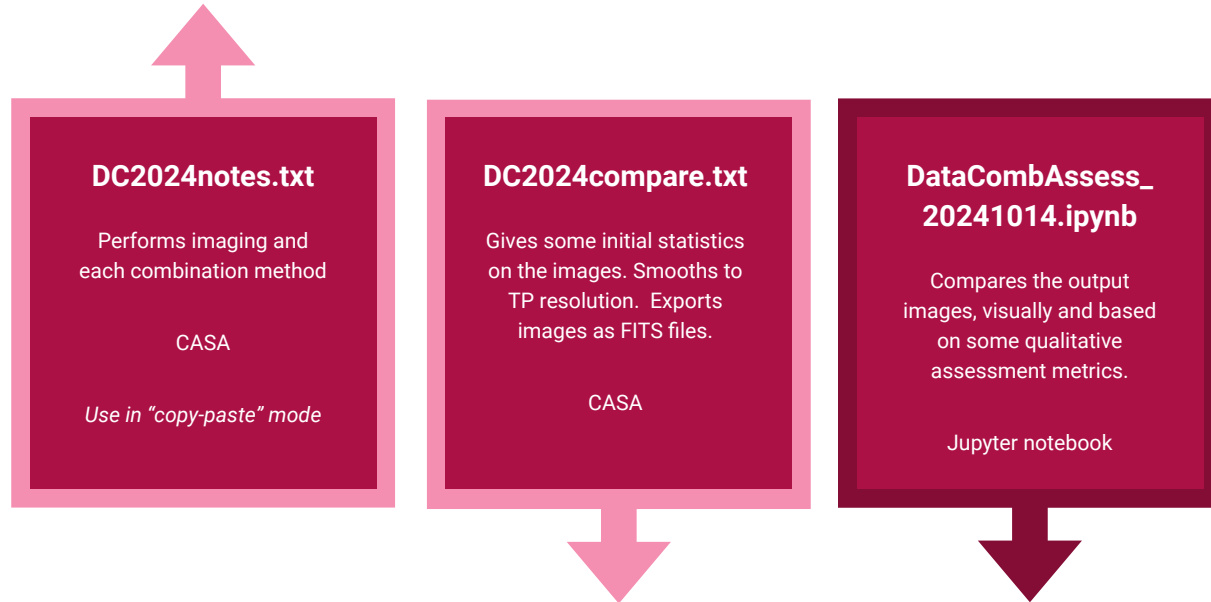 DC2024notes.txt
Performs imaging and
each combination method
CASA
Use in “copy-paste” mode
DC2024compare.txt
Gives some initial statistics
on the images. Smooths to
TP resolution.  Exports
images as FITS files.
CASA
DataCombAssess_
20241014.ipynb
Compares the output
images, visually and based
on some qualitative
assessment metrics.
Jupyter notebook